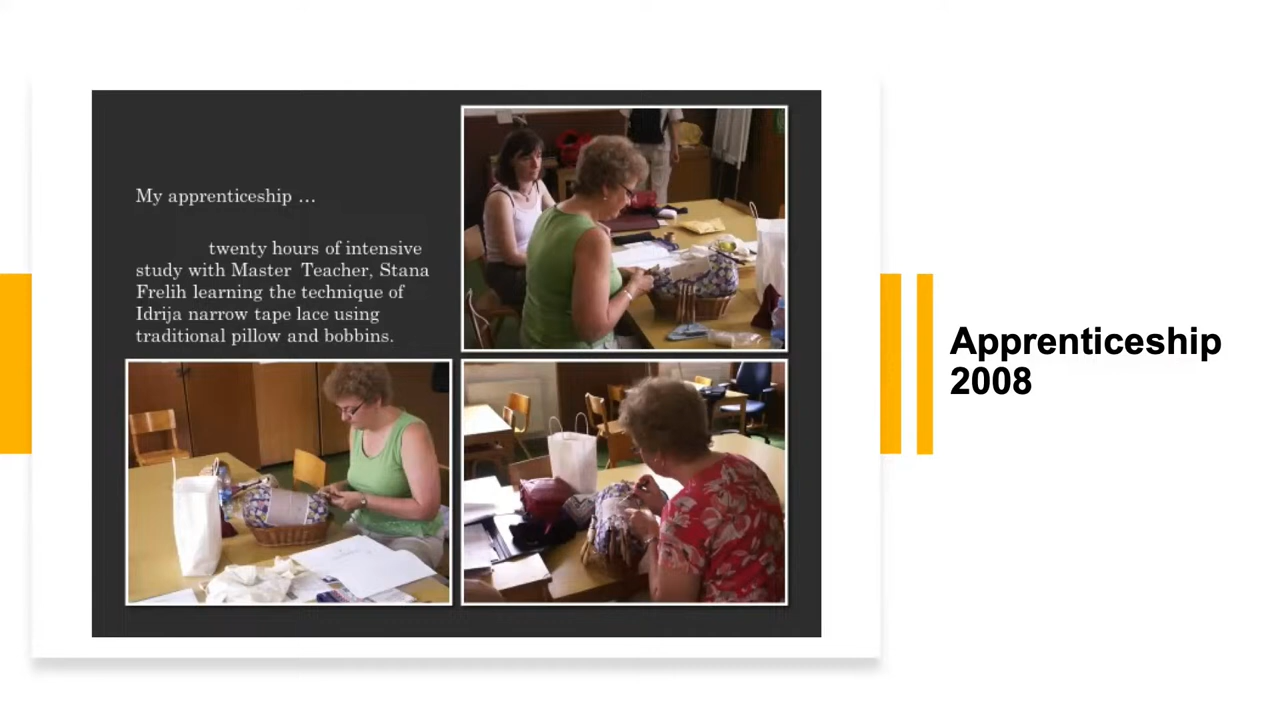 My apprenticeship …
twenty hours of intensive
study with Master Teacher, Stana
Frelih learning the technique of
Idrija narrow tape lace using
traditional pillow and bobbins.
Apprenticeship
2008